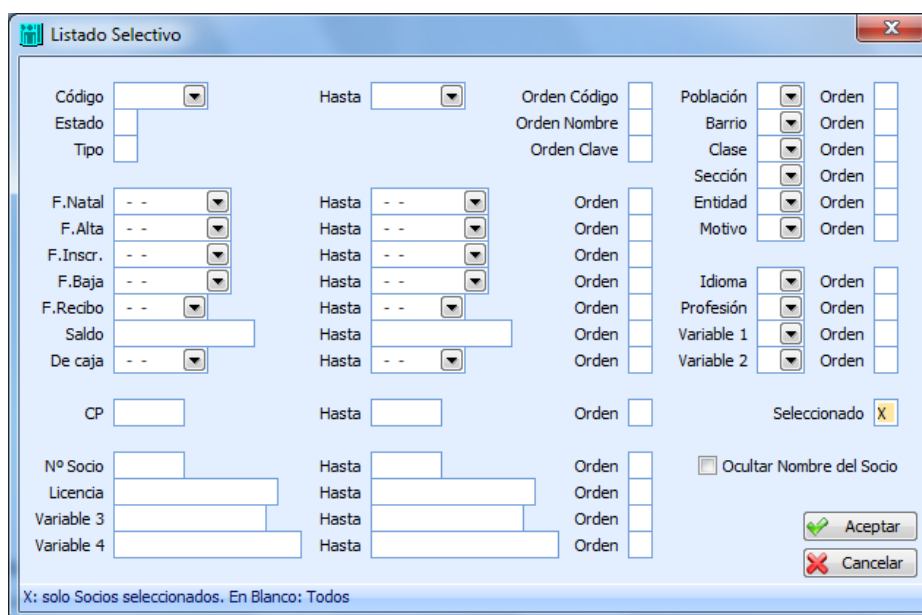 Listado Selectivo
X
Código Hasta Orden Código Población Orden
Estado Orden Nombre Barrio Orden
Tipo Orden Clave Clase Orden
Sección Orden
F.Natal - - Hasta - - Orden Entidad Orden
F.Alta - - Hasta - - Orden Motivo Orden
F.Inscr. - - Hasta - - Orden
F.Baja - - Hasta - - Orden Idioma Orden
F.Recibo - - Hasta - - Orden Profesión Orden
Saldo Hasta Orden Variable 1 Orden
De caja - - Hasta - - Orden Variable 2 Orden
CP Hasta Orden Seleccionado X
Nº Socio Hasta Orden Ocultar Nombre del Socio
Licencia Hasta Orden
Variable 3 Hasta Orden Aceptar
Variable 4 Hasta Orden Cancelar
X: solo Socios seleccionados. En Blanco: Todos